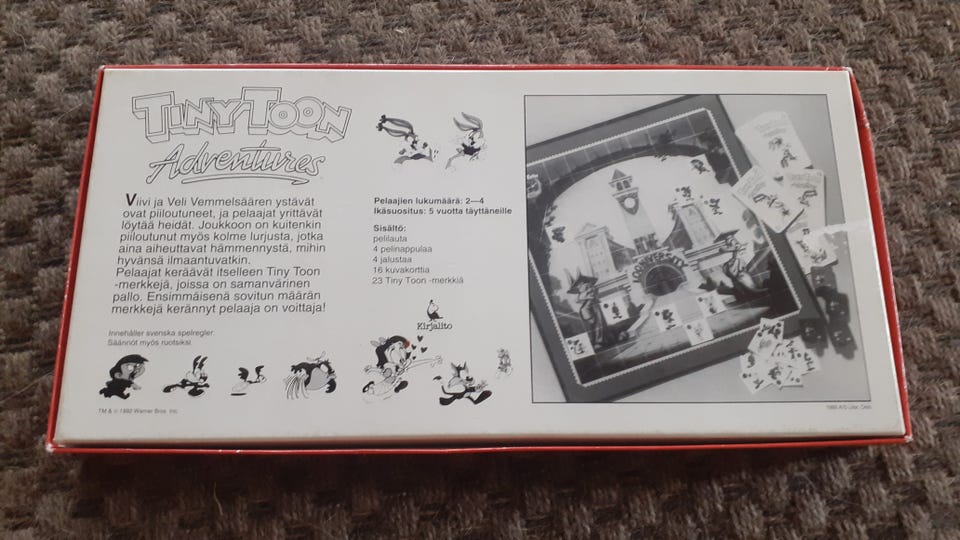 TINY TOON
Adventures
Viivi ja Veli Vemmelsäären ystävät
ovat piiloutuneet, ja pelaajat yrittävät
löytää heidät. Joukkoon on kuitenkin
piiloutunut myös kolme lurjusta, jotka
aina aiheuttavat hämmennystä, mihin
hyvänsä ilmaantuvatkin.
Pelaajat keräävät itselleen Tiny Toon
-merkkejä, joissa on samanvärinen
pallo. Ensimmäisenä sovitun määrän
merkkejä kerännyt pelaaja on voittaja!
Innehåller svenska spelregler.
Säännöt myös ruotsiksi.
TM & © 1992 Warner Bros. Inc.
Pelaajien lukumäärä: 2—4
Ikäsuositus: 5 vuotta täyttäneille
Sisältö:
pelilauta
4 pelinappulaa
4 jalustaa
16 kuvakorttia
23 Tiny Toon -merkkiä
Kirjalito
ACME
LOONIVERSITY